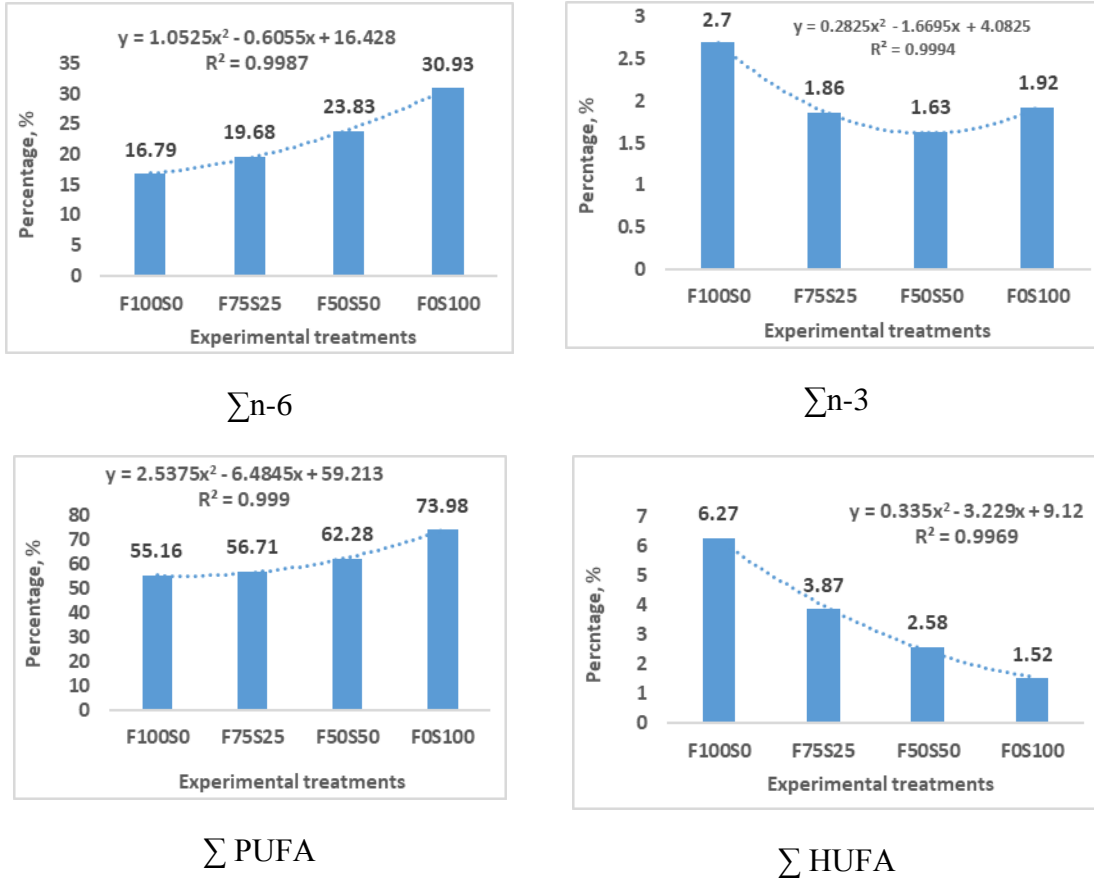 y = 1.0525x² - 0.6055x + 16.428
R² = 0.9987
35
30
25
20
15
10
5
0
Percentage, %
16.79
19.68
23.83
30.93
F100S0 F75S25 F50S50 F0S100
Experimental treatments
∑n-6
y = 0.2825x² - 1.6695x + 4.0825
R² = 0.9994
3
2.5
2
1.5
1
0.5
0
Percntage, %
2.7
1.86
1.63
1.92
F100S0 F75S25 F50S50 F0S100
Experimental treatments
∑n-3
y = 2.5375x² - 6.4845x + 59.213
R² = 0.999
80
70
60
50
40
30
20
10
0
Percentage, %
55.16
56.71
62.28
73.98
F100S0 F75S25 F50S50 F0S100
Experimental treatments
∑ PUFA
y = 0.335x² - 3.229x + 9.12
R² = 0.9969
7
6
5
4
3
2
1
0
Percntage, %
6.27
3.87
2.58
1.52
F100S0 F75S25 F50S50 F0S100
Experimental treatments
∑ HUFA